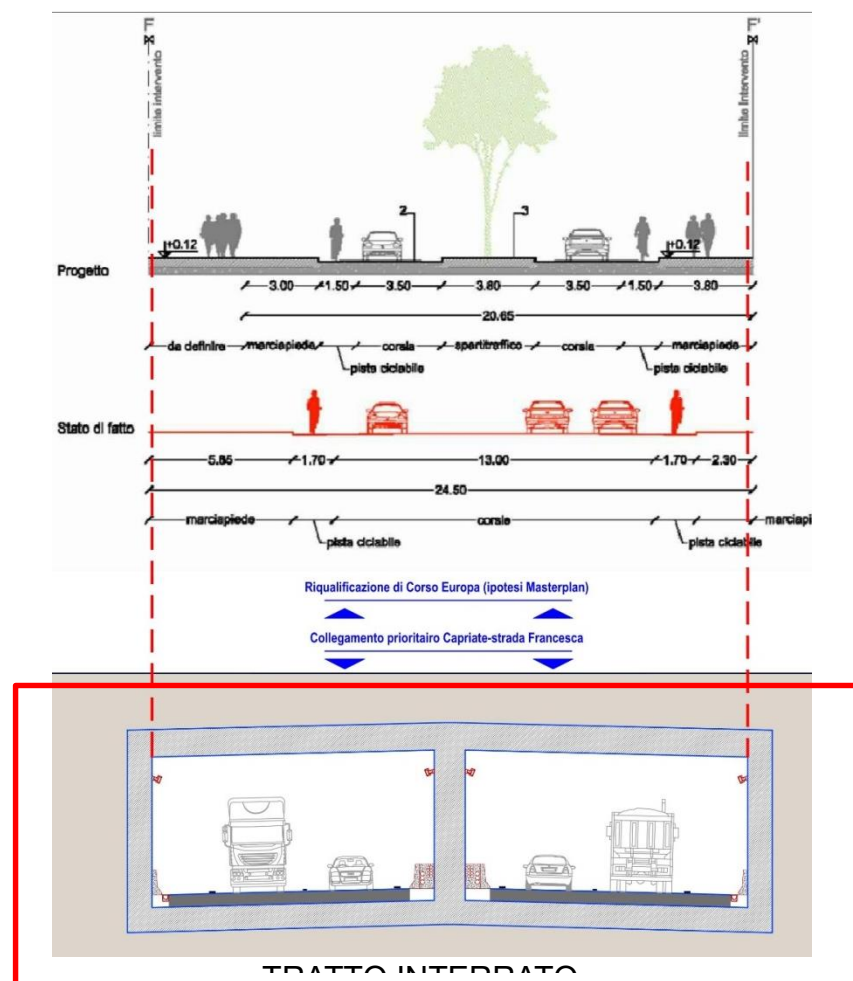 F F'
limite intervento limite intervento
2 3
+0.12 +0.12
Progetto
3.00 1.50 3.50 3.80 3.50 1.50 3.80
20.65
da definire marciapiede corsia spartitraffico corsia marciapiede
pista ciclabile pista ciclabile
Stato di fatto
5.85 1.70 13.00 1.70 2.30
24.50
marciapiede corsie marciapi
pista ciclabile pista ciclabile
Riqualificazione di Corso Europa (ipotesi Masterplan)
Collegamento prioritairo Capriate-strada Francesca
TRATTO INTERRATO